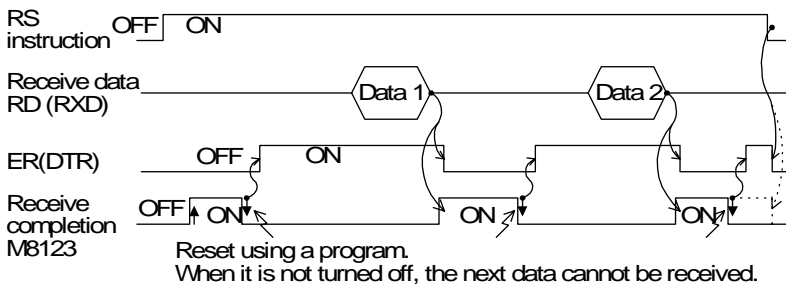 RS
instruction
OFF ON
Receive data
RD (RXD)
Data 1
Data 2
ER(DTR)
OFF
ON
Receive
completion
M8123
OFF
ON
ON
ON
Reset using a program.
When it is not turned off, the next data cannot be received.